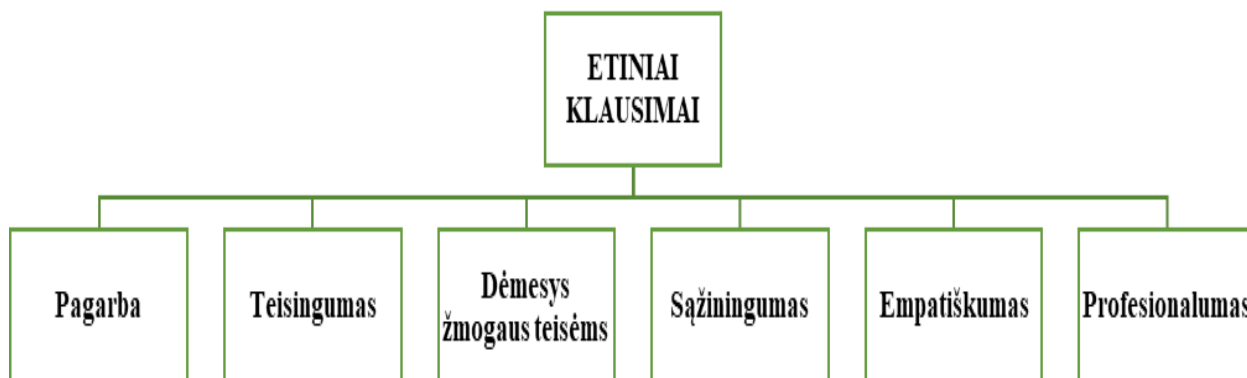 ETINIAI
KLAUSIMAI
Pagarba
Teisingumas
Dėmesys
žmogaus teisėms
Sąžiningumas
Empatiškumas
Profesionalumas